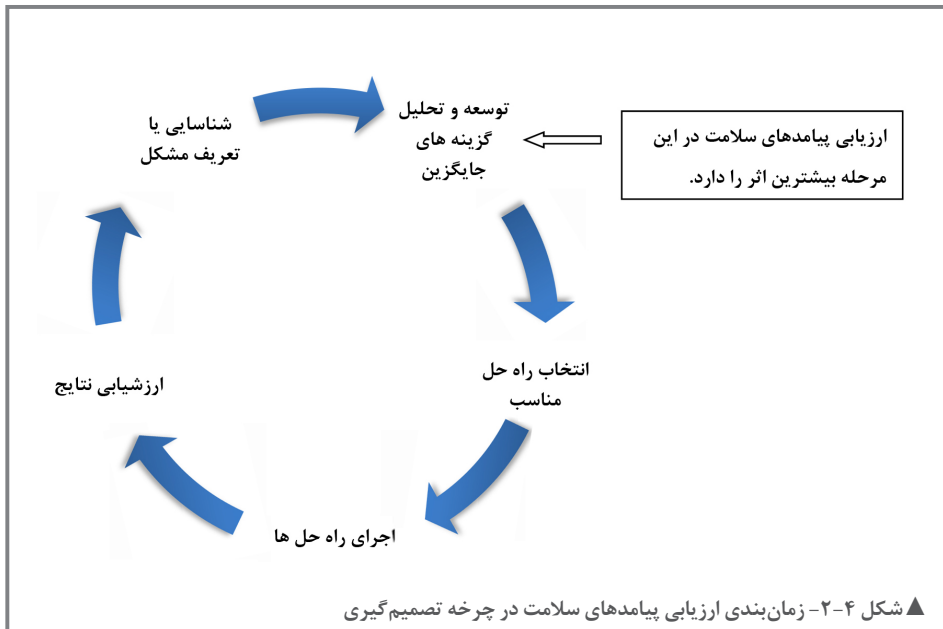 شناسایی یا
تعریف مشکل
توسعه و تحلیل
گزینه های
جایگزین
ارزیابی پیامدهای سلامت در این
مرحله بیشترین اثر را دارد.
انتخاب راه حل
مناسب
اجرای راه حل ها
ارزشیابی نتایج
▲شکل ۴-۲- زمان‌بندی ارزیابی پیامدهای سلامت در چرخه تصمیم‌گیری